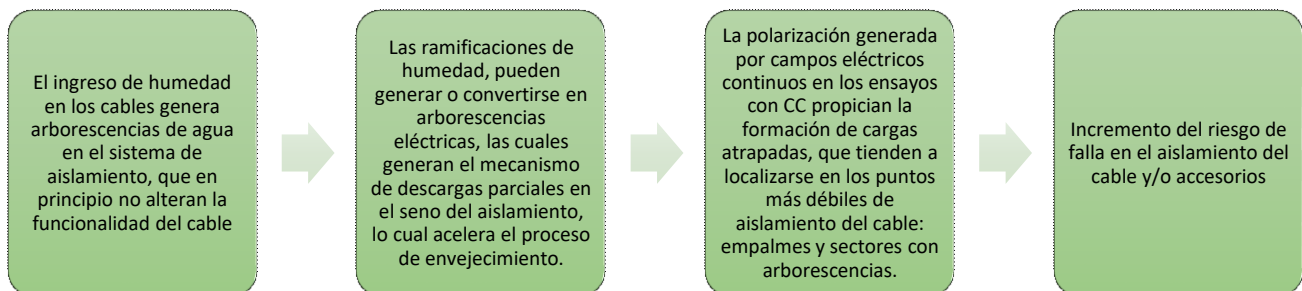 El ingreso de humedad
en los cables genera
arborescencias de agua
en el sistema de
aislamiento, que en
principio no alteran la
funcionalidad del cable
Las ramificaciones de
humedad, pueden
generar o convertirse en
arborescencias
eléctricas, las cuales
generan el mecanismo
de descargas parciales en
el seno del aislamiento,
lo cual acelera el proceso
de envejecimiento.
La polarización generada
por campos eléctricos
continuos en los ensayos
con CC propician la
formación de cargas
atrapadas, que tienden a
localizarse en los puntos
más débiles de
aislamiento del cable:
empalmes y sectores con
arborescencias.
Incremento del riesgo de
falla en el aislamiento del
cable y/o accesorios